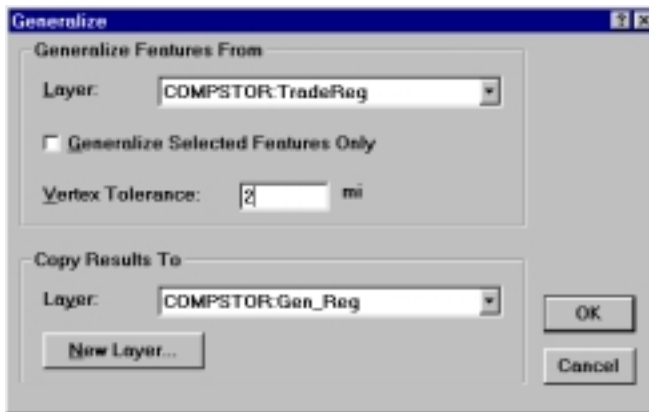 Generalize
Generalize Features From
Layer: COMPSTOR:TradeReg
Generalize Selected Features Only
Vertex Tolerance: 2 mi
Copy Results To
Layer: COMPSTOR:Gen_Reg
OK
New Layer...
Cancel